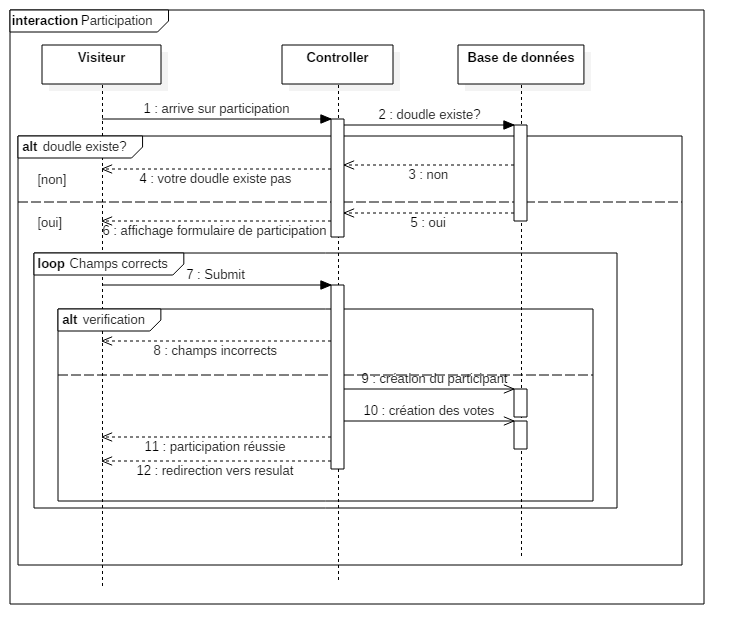 interaction Participation
Visiteur
Controller
Base de données
1 : arrive sur participation
2 : doudle existe?
alt doudle existe?
3 : non
4 : votre doudle existe pas
[non]
5 : oui
[oui]
6 : affichage formulaire de participation
loop Champs corrects
7 : Submit
alt verification
8 : champs incorrects
9 : création du participant
10 : création des votes
11 : participation réussie
12 : redirection vers resulat